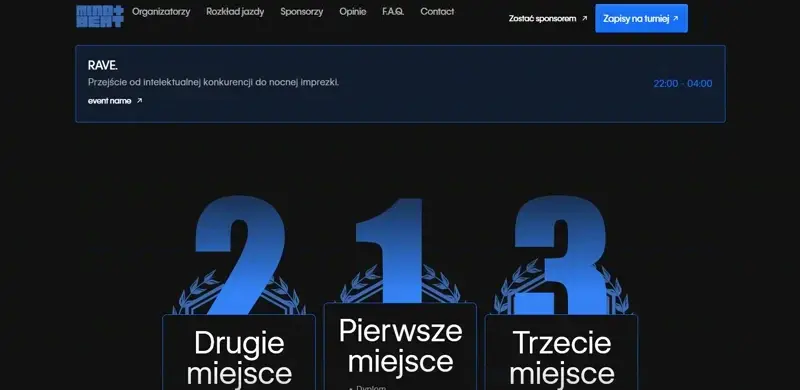 MIND+
BEAT
Organizatorzy Rozkład jazdy Sponsorzy Opinie F.A.Q. Contact
Zostać sponsorem ↗ Zapisy na turniej ↗
RAVE.
Przejście od intelektualnej konkurencji do nocnej imprezki.
22:00 - 04:00
event name ↗
2 1 3
Drugie miejsce
Pierwsze miejsce
Trzecie miejsce
Dyplom